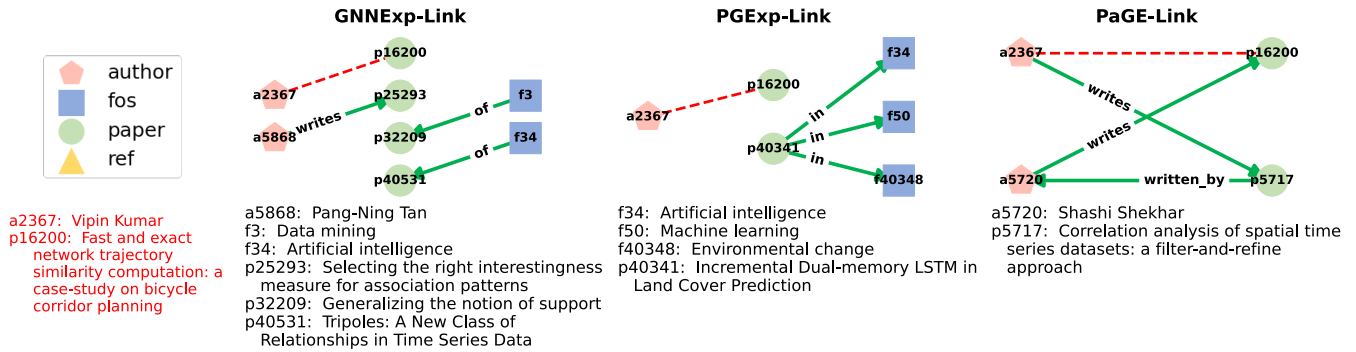 GNNExp-Link
PGExp-Link
PaGE-Link
author
fos
paper
ref
p16200
a2367
p25293
f3
of
writes
a5868
p32209
f34
of
p40531
f34
in
p16200
a2367
f50
in
p40341
in
f40348
a2367
p16200
writes
writes
a5720
written_by
p5717
a2367: Vipin Kumar
p16200: Fast and exact
network trajectory
similarity computation: a
case-study on bicycle
corridor planning
a5868: Pang-Ning Tan
f3: Data mining
f34: Artificial intelligence
p25293: Selecting the right interestingness
measure for association patterns
p32209: Generalizing the notion of support
p40531: Tripoles: A New Class of
Relationships in Time Series Data
f34: Artificial intelligence
f50: Machine learning
f40348: Environmental change
p40341: Incremental Dual-memory LSTM in
Land Cover Prediction
a5720: Shashi Shekhar
p5717: Correlation analysis of spatial time
series datasets: a filter-and-refine
approach